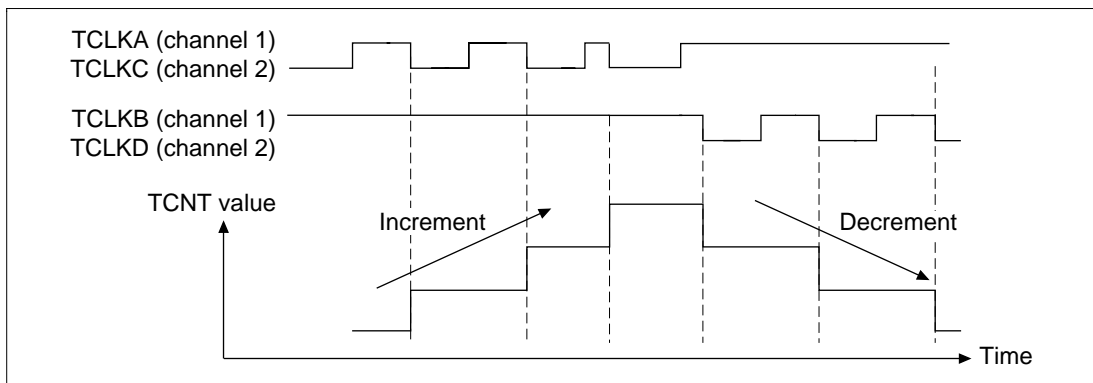 TCLKA (channel 1)
TCLKC (channel 2)
TCLKB (channel 1)
TCLKD (channel 2)
TCNT value
Increment
Decrement
Time